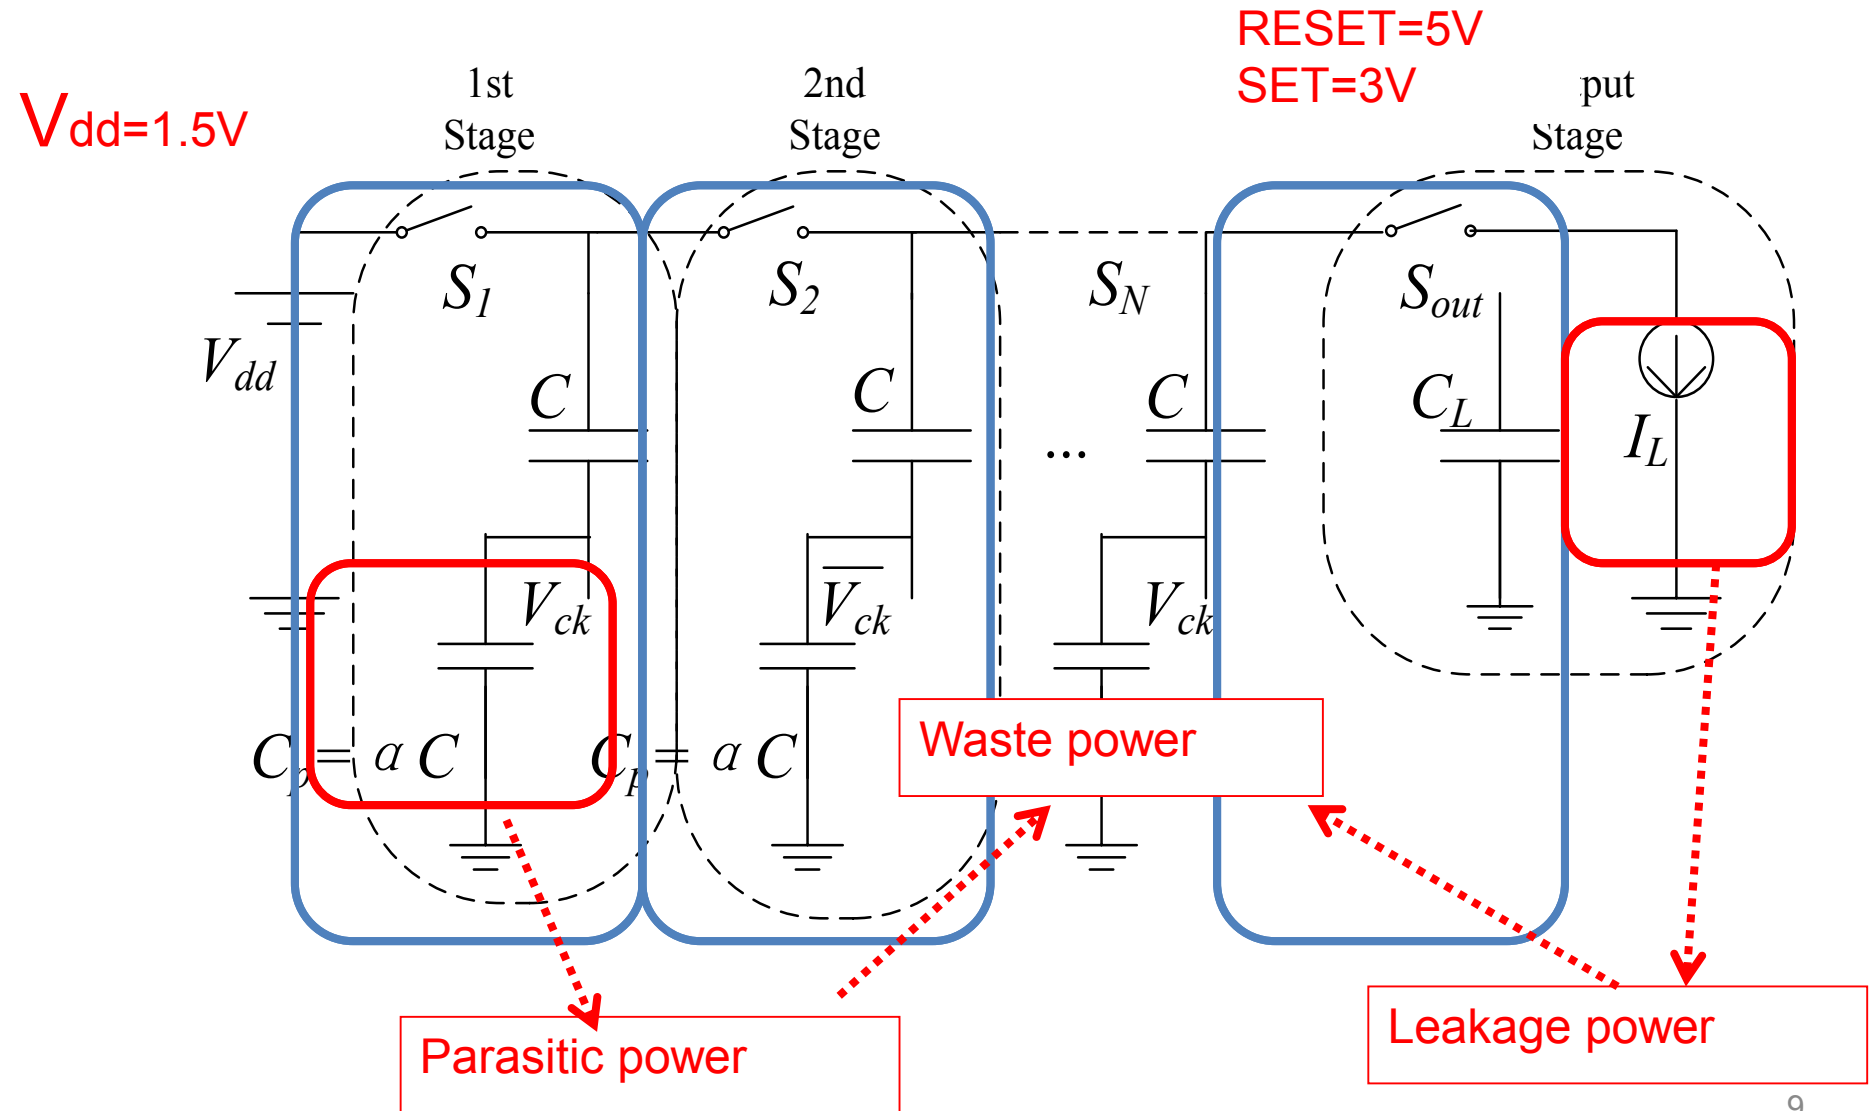 RESET=5V
SET=3V
Vdd=1.5V
1st
Stage
2nd
Stage
put
Stage
S1
S2
SN
Sout
Vdd
C
C
C
CL
IL
...
Vck
V̅c̅k̅
Vck
Cp = α C
Cp = α C
Waste power
Parasitic power
Leakage power
9